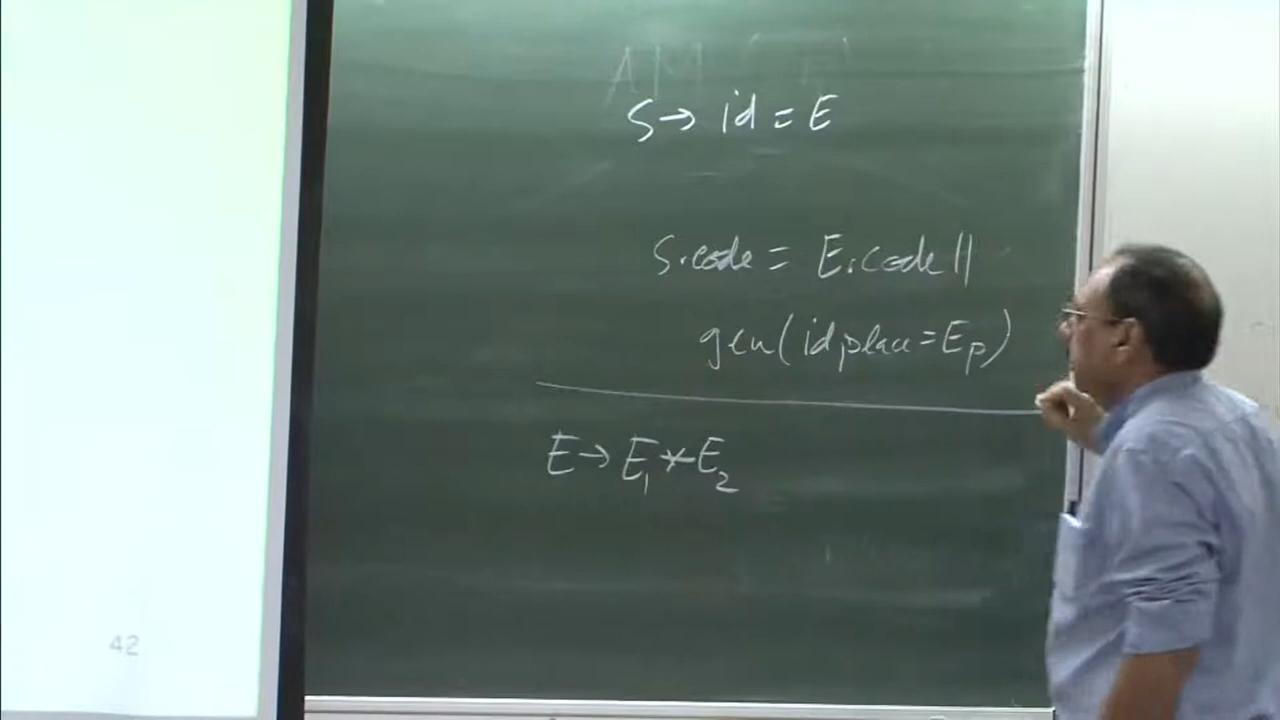 S → id = E
S.code = E.code ||
gen(id.place = E.p)
E → E1 * E2
42